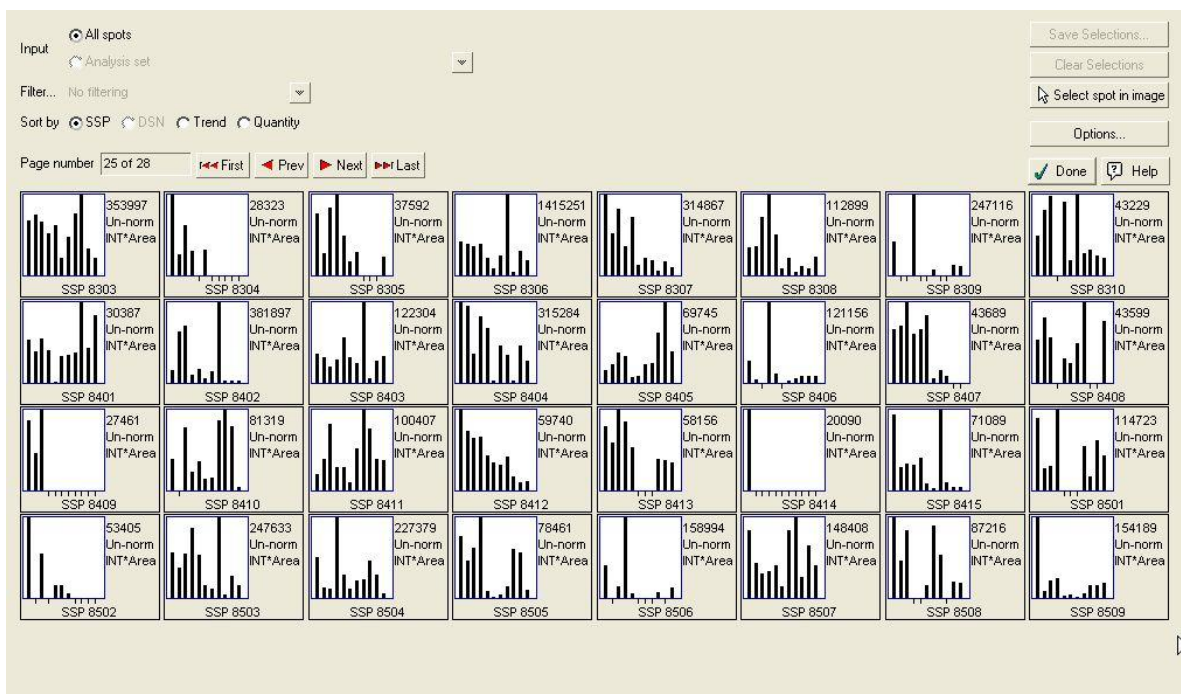 Input
All spots
Analysis set
Filter... No filtering
Sort by SSP DSN Trend Quantity
Page number 25 of 28 First Prev Next Last
Save Selections...
Clear Selections
Select spot in image
Options...
Done Help
353997 28323 37592 1415251 314867 112899 247116 43229
Un-norm Un-norm Un-norm Un-norm Un-norm Un-norm Un-norm Un-norm
INT*Area INT*Area INT*Area INT*Area INT*Area INT*Area INT*Area INT*Area
SSP 8303 SSP 8304 SSP 8305 SSP 8306 SSP 8307 SSP 8308 SSP 8309 SSP 8310
30387 381897 122304 315284 69745 121156 43689 43599
Un-norm Un-norm Un-norm Un-norm Un-norm Un-norm Un-norm Un-norm
INT*Area INT*Area INT*Area INT*Area INT*Area INT*Area INT*Area INT*Area
SSP 8401 SSP 8402 SSP 8403 SSP 8404 SSP 8405 SSP 8406 SSP 8407 SSP 8408
27461 81319 100407 59740 58156 20090 71089 114723
Un-norm Un-norm Un-norm Un-norm Un-norm Un-norm Un-norm Un-norm
INT*Area INT*Area INT*Area INT*Area INT*Area INT*Area INT*Area INT*Area
SSP 8409 SSP 8410 SSP 8411 SSP 8412 SSP 8413 SSP 8414 SSP 8415 SSP 8501
53405 247633 227379 78461 158994 148408 87216 154189
Un-norm Un-norm Un-norm Un-norm Un-norm Un-norm Un-norm Un-norm
INT*Area INT*Area INT*Area INT*Area INT*Area INT*Area INT*Area INT*Area
SSP 8502 SSP 8503 SSP 8504 SSP 8505 SSP 8506 SSP 8507 SSP 8508 SSP 8509